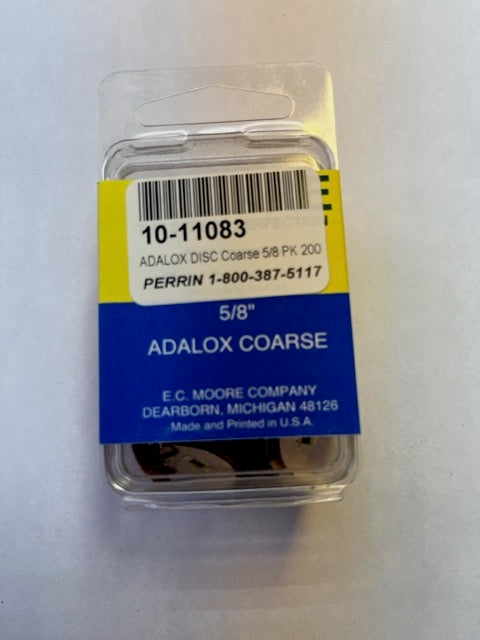 E
PERFECTION
10-11083
ADALOX DISC Coarse 5/8 PK 200
PERRIN 1-800-387-5117
5/8"
ADALOX COARSE
E.C. MOORE COMPANY
DEARBORN, MICHIGAN 48126
Made and Printed in U.S.A.